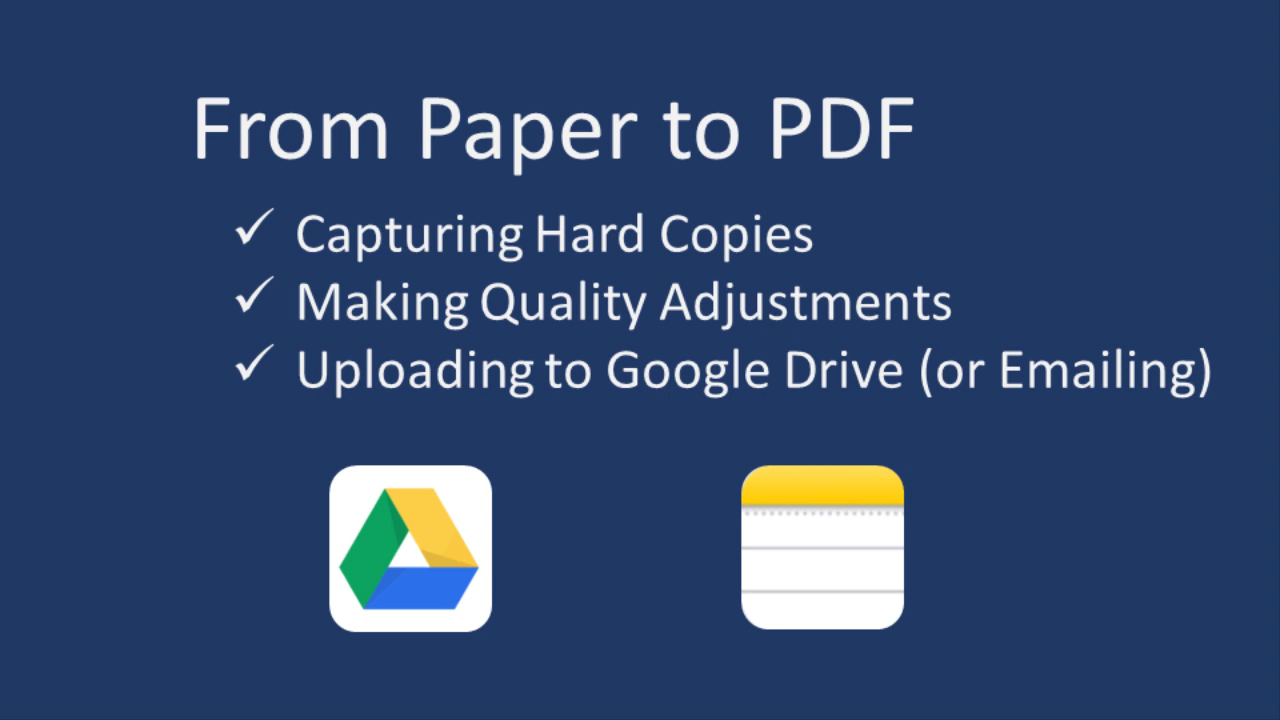 From Paper to PDF
✓ Capturing Hard Copies
✓ Making Quality Adjustments
✓ Uploading to Google Drive (or Emailing)